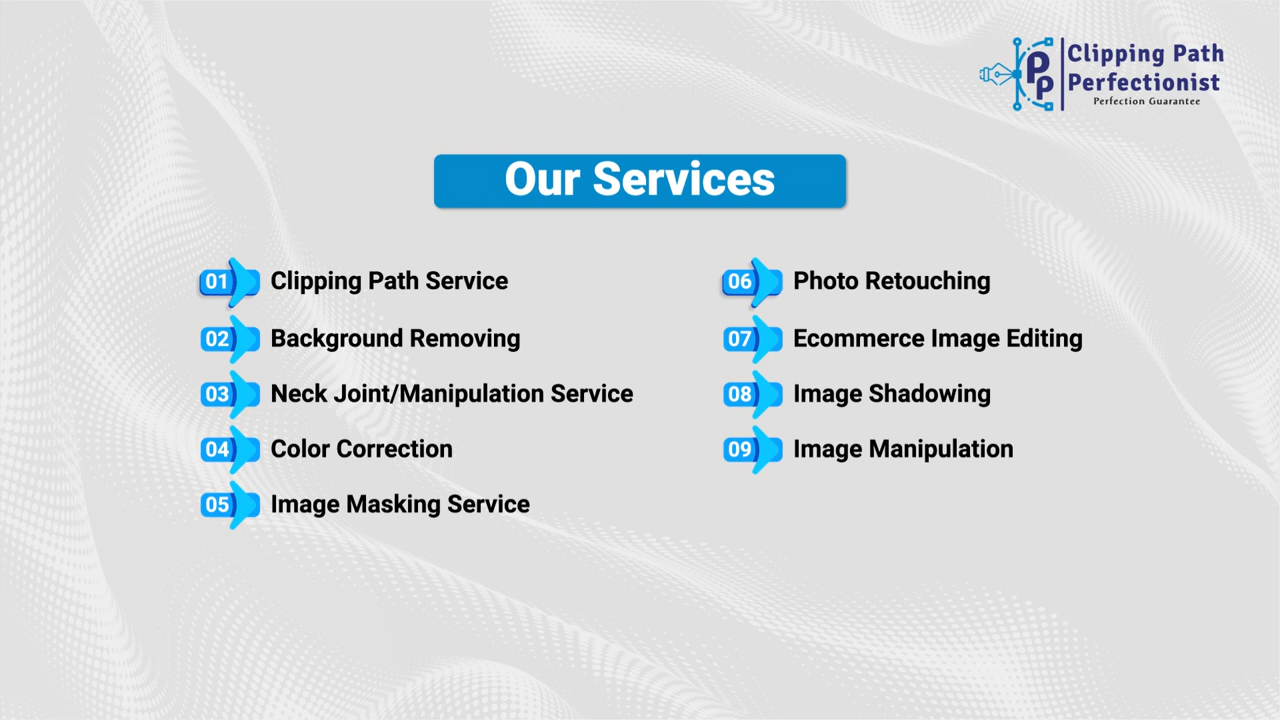 Clipping Path
Perfectionist
Perfection Guarantee
PP
Our Services
01 Clipping Path Service
02 Background Removing
03 Neck Joint/Manipulation Service
04 Color Correction
05 Image Masking Service
06 Photo Retouching
07 Ecommerce Image Editing
08 Image Shadowing
09 Image Manipulation